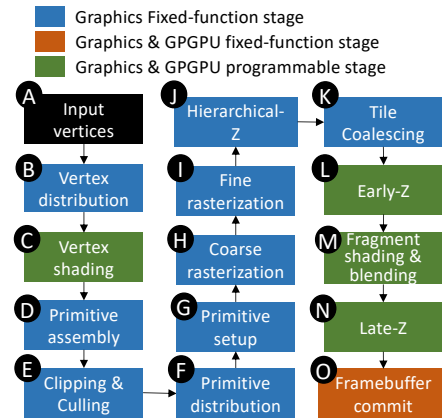 Graphics Fixed-function stage
Graphics & GPGPU fixed-function stage
Graphics & GPGPU programmable stage
A
Input
vertices
B
Vertex
distribution
C
Vertex
shading
D
Primitive
assembly
E
Clipping &
Culling
F
Primitive
distribution
G
Primitive
setup
H
Coarse
rasterization
I
Fine
rasterization
J
Hierarchical-
Z
K
Tile
Coalescing
L
Early-Z
M
Fragment
shading &
blending
N
Late-Z
O
Framebuffer
commit